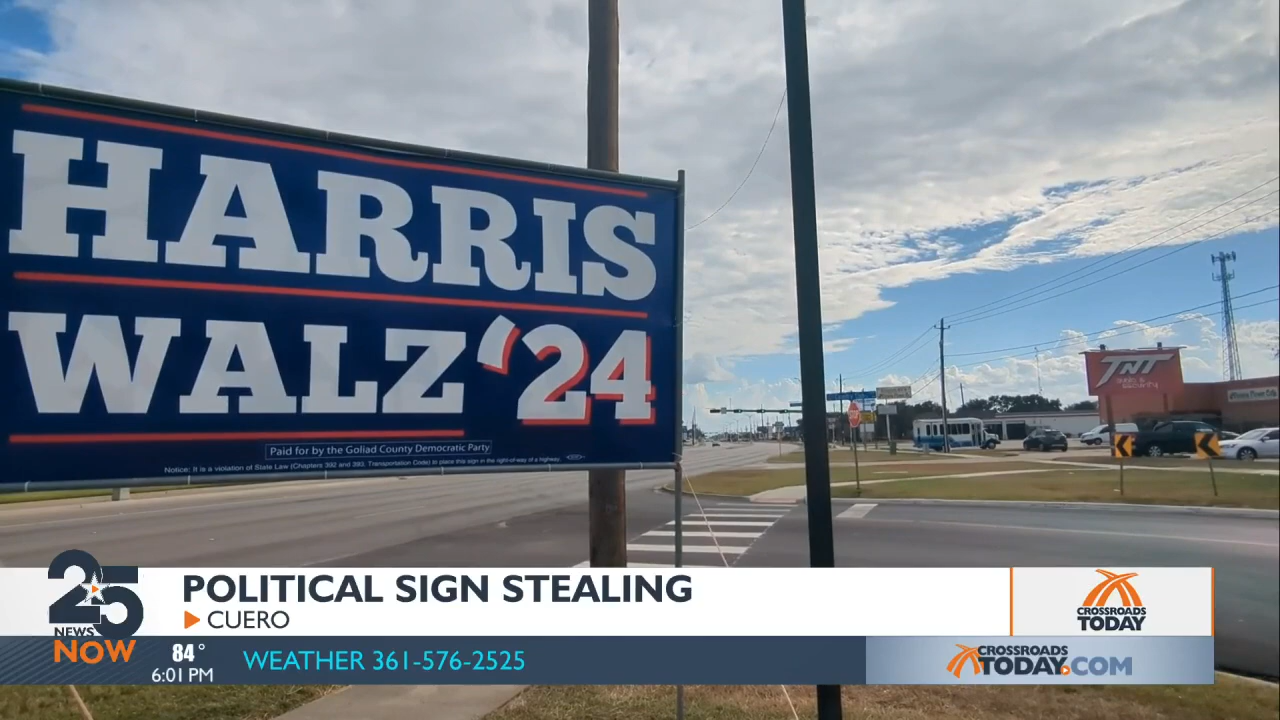 HARRIS
WALZ '24
Paid for by the Goliad County Democratic Party
Notice: It is a violation of State Law (Chapters 392 and 393, Transportation Code) to place this sign in the right-of-way of a highway.
TNT
POLITICAL SIGN STEALING
CUERO
25
NEWS
NOW
84°
6:01 PM
WEATHER 361-576-2525
CROSSROADS
TODAY
CROSSROADS
TODAY.COM